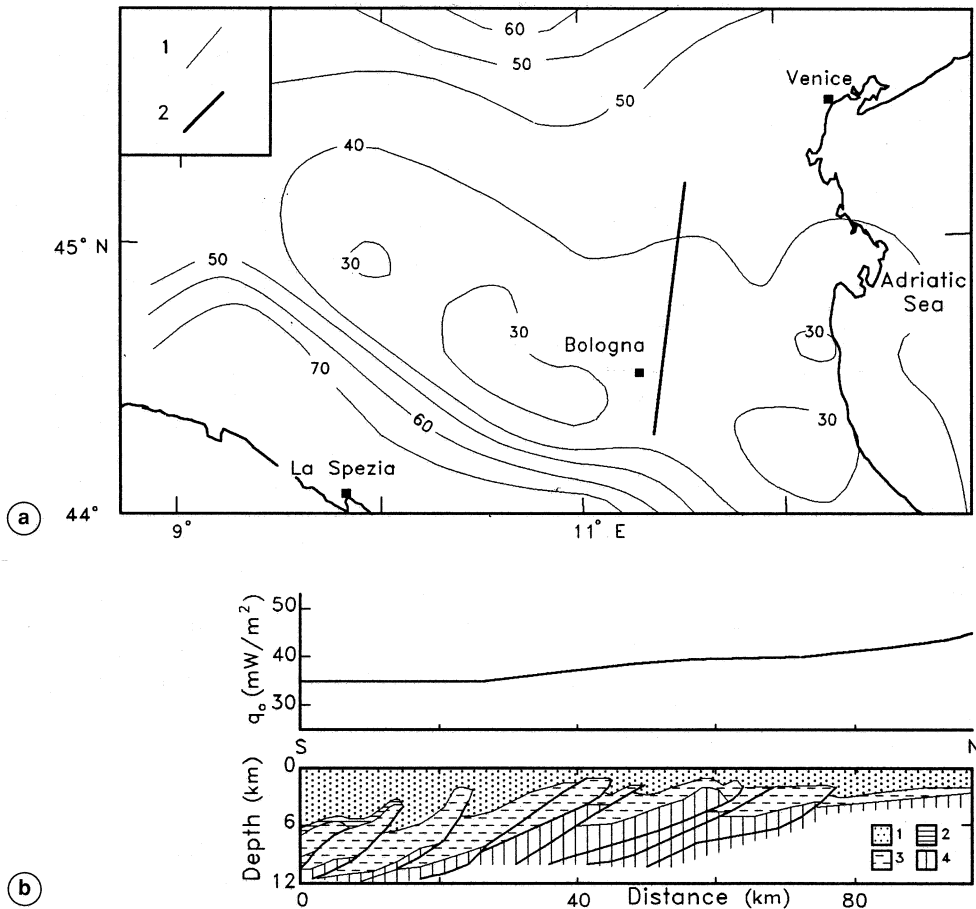 1
2
60
50
50
Venice
40
45° N
50
30
Adriatic
Sea
30
30
Bologna
70
60
30
La Spezia
a
44°
9°
11° E
q₀ (mW/m²)
50
40
30
S
N
Depth (km)
0
6
12
1
2
3
4
b
0
40
Distance (km)
80